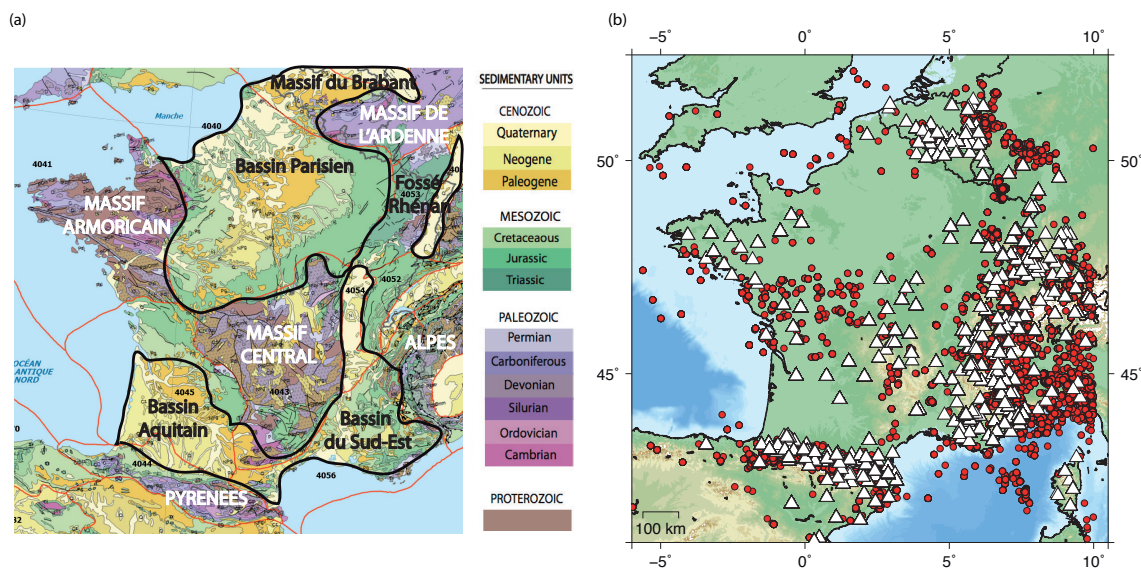 (a)
(b)
Massif du Brabant
MASSIF DE
L'ARDENNE
Manche
4040
4041
Bassin Parisien
Fossé
4053
Rhénan
MASSIF
ARMORICAIN
4052
4054
MASSIF
CENTRAL
ALPES
OCÉAN
ANTIQUE
NORD
4045
4043
Bassin
Aquitain
Bassin
du Sud-Est
4044
4056
PYRENEES
SEDIMENTARY UNITS
CENOZOIC
Quaternary
Neogene
Paleogene
MESOZOIC
Cretaceaous
Jurassic
Triassic
PALEOZOIC
Permian
Carboniferous
Devonian
Silurian
Ordovician
Cambrian
PROTEROZOIC
−5˚ 0˚ 5˚ 10˚
50˚ 50˚
45˚ 45˚
100 km
−5˚ 0˚ 5˚ 10˚